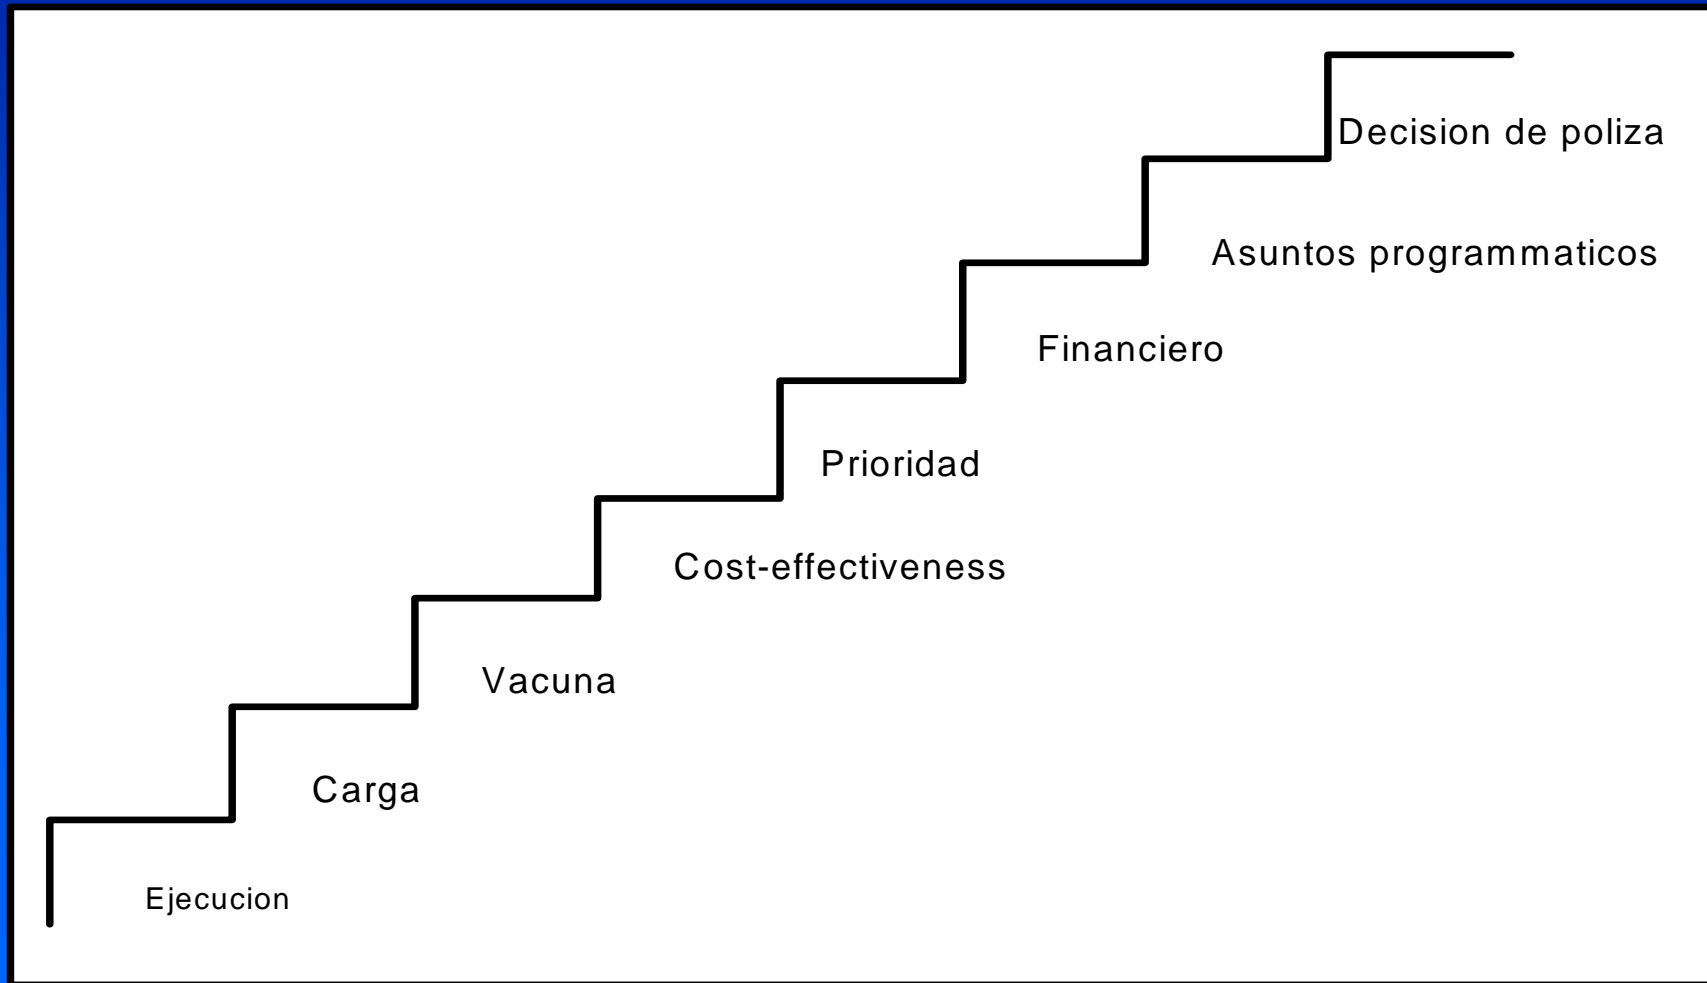 Decision de poliza
Asuntos programmaticos
Financiero
Prioridad
Cost-effectiveness
Vacuna
Carga
Ejecucion